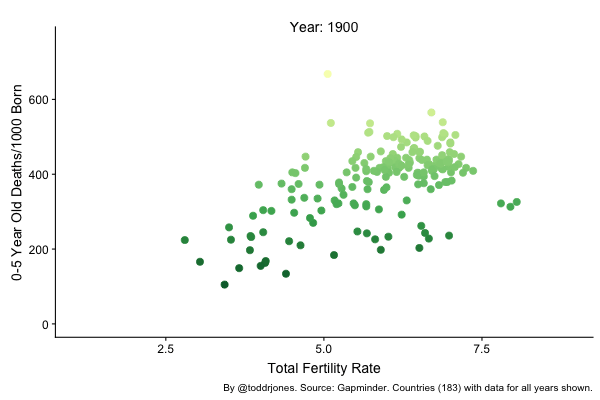 Year: 1900
0-5 Year Old Deaths/1000 Born
600
400
200
0
2.5 5.0 7.5
Total Fertility Rate
By @toddrjones. Source: Gapminder. Countries (183) with data for all years shown.